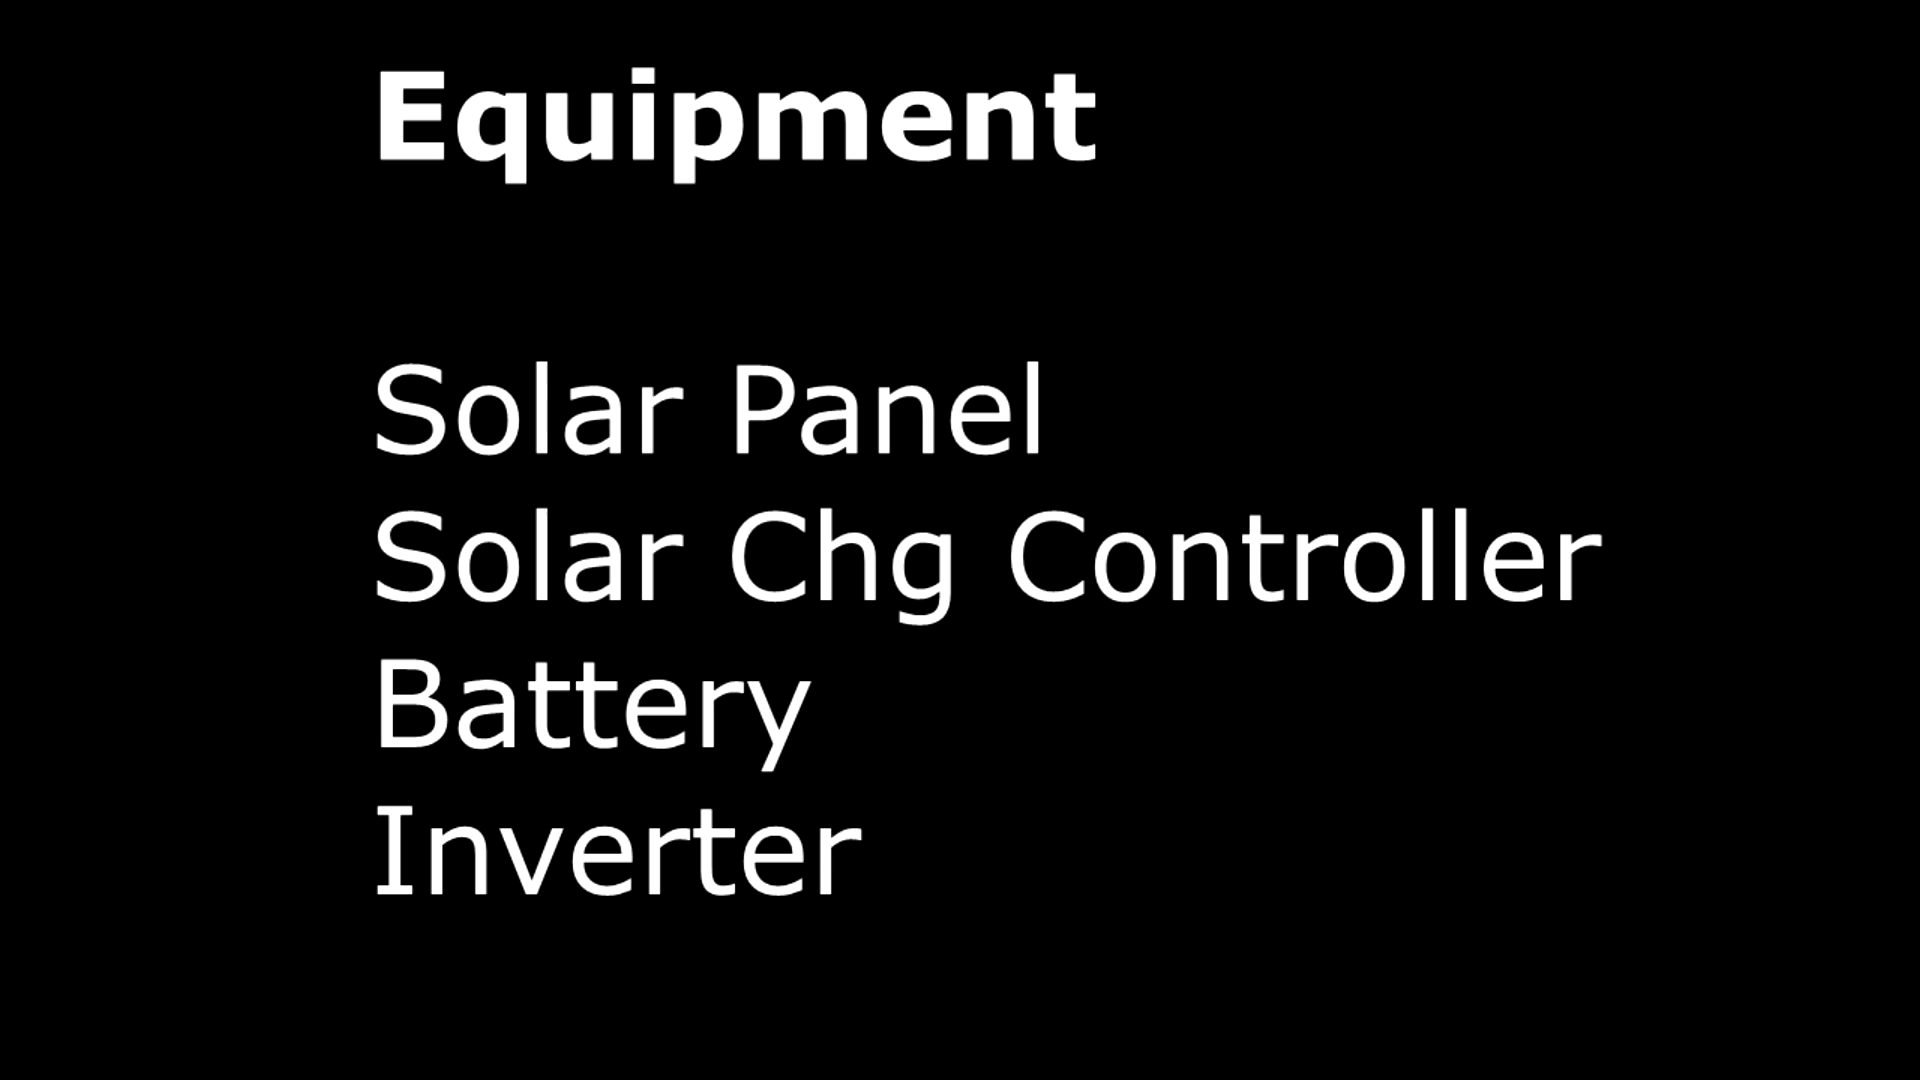 Equipment
Solar Panel
Solar Chg Controller
Battery
Inverter